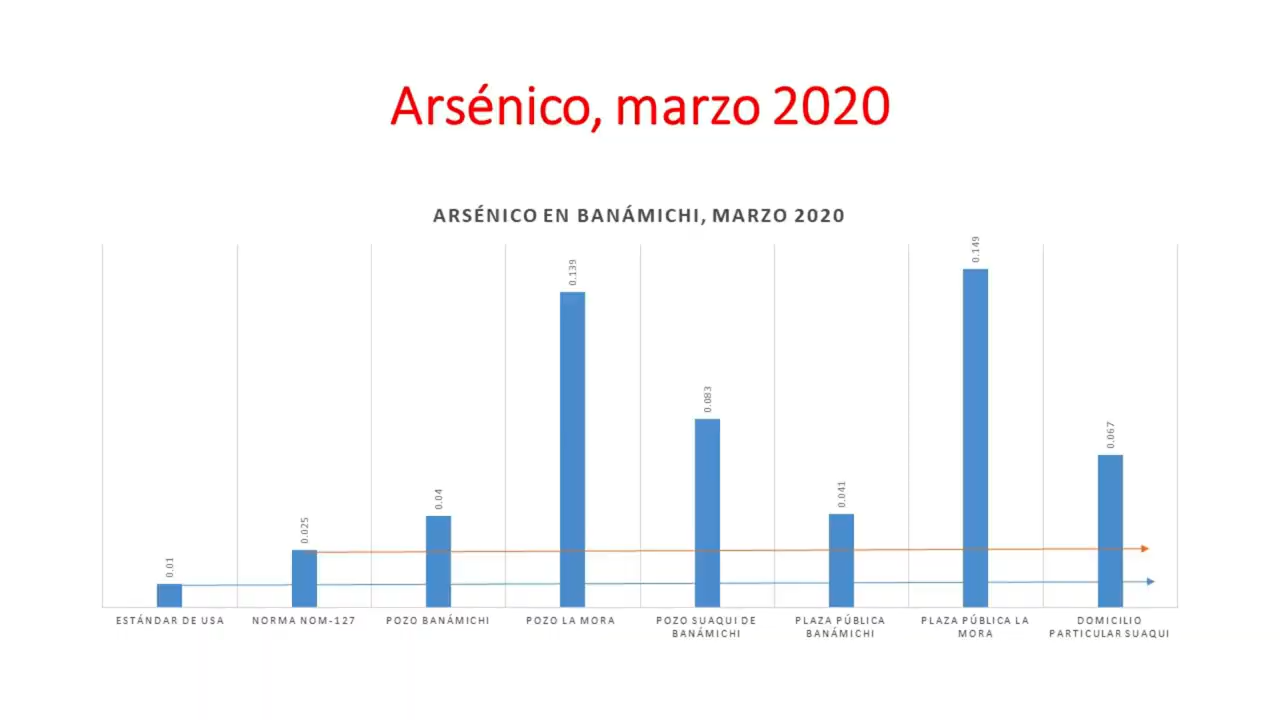 Arsénico, marzo 2020
ARSÉNICO EN BANÁMICHI, MARZO 2020
0.01
0.025
0.04
0.139
0.083
0.041
0.149
0.067
ESTÁNDAR DE USA
NORMA NOM-127
POZO BANÁMICHI
POZO LA MORA
POZO SUAQUI DE
BANÁMICHI
PLAZA PÚBLICA
BANÁMICHI
PLAZA PÚBLICA LA
MORA
DOMICILIO
PARTICULAR SUAQUI